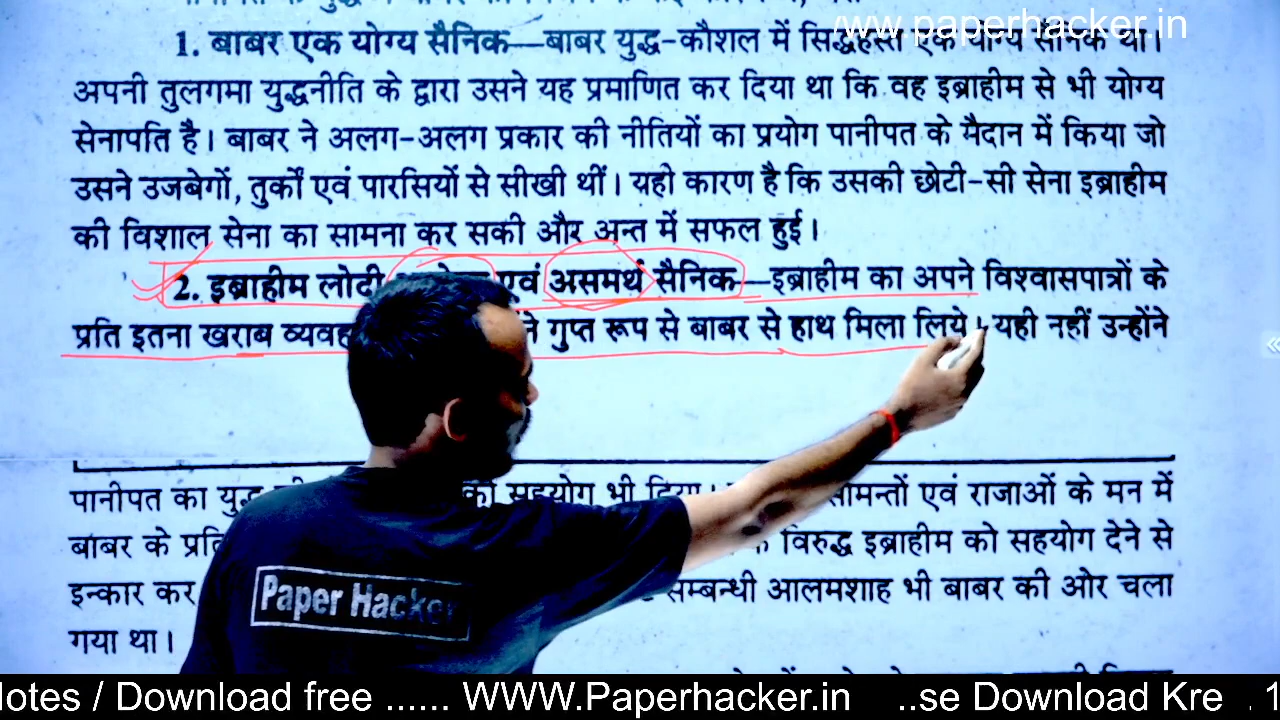 www.paperhacker.in
1. बाबर एक योग्य सैनिक—बाबर युद्ध-कौशल में सिद्धहस्त एक योग्य सैनिक था।
अपनी तुलगमा युद्धनीति के द्वारा उसने यह प्रमाणित कर दिया था कि वह इब्राहीम से भी योग्य
सेनापति है। बाबर ने अलग-अलग प्रकार की नीतियों का प्रयोग पानीपत के मैदान में किया जो
उसने उजबेगों, तुर्कों एवं पारसियों से सीखी थीं। यही कारण है कि उसकी छोटी-सी सेना इब्राहीम
की विशाल सेना का सामना कर सकी और अन्त में सफल हुई।
2. इब्राहीम लोदी एवं असमर्थ सैनिक—इब्राहीम का अपने विश्वासपात्रों के
प्रति इतना खराब गुप्त रूप से बाबर से हाथ मिला लिये। यही नहीं उन्होंने
पानीपत का युद्ध का सहयोग भी दिया। सामन्तों एवं राजाओं के मन में
बाबर के प्रति विरुद्ध इब्राहीम को सहयोग देने से
इन्कार कर सम्बन्धी आलमशाह भी बाबर की ओर चला
गया था।
Paper Hacker
Notes / Download free ...... WWW.Paperhacker.in ..se Download Kre . 1